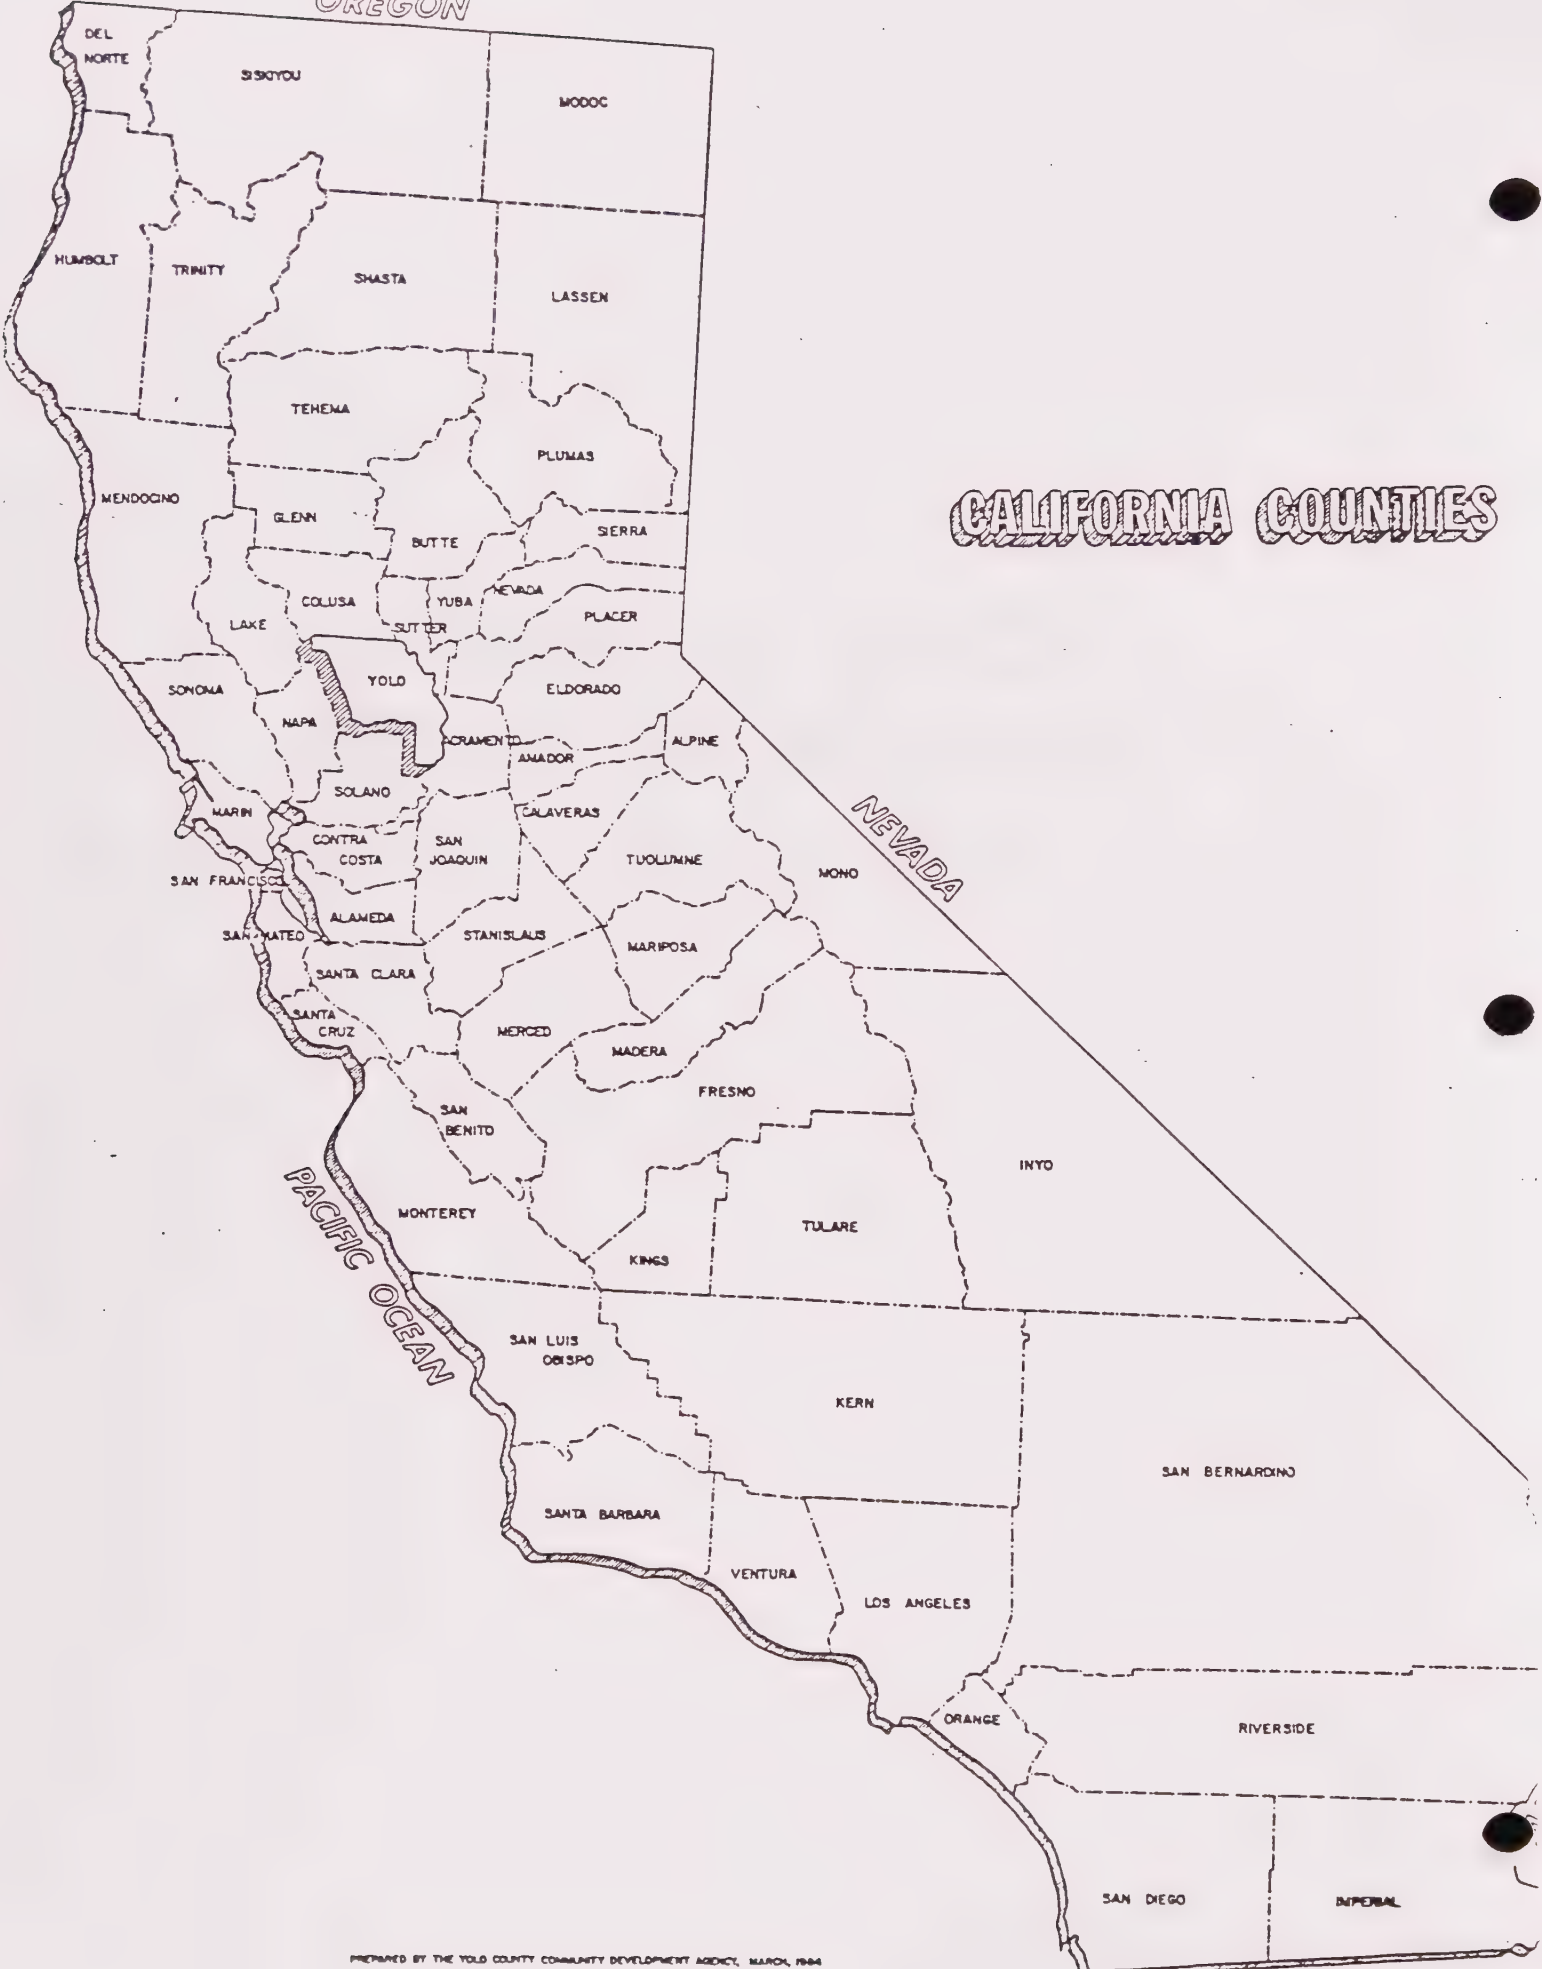 OREGON
DEL
NORTE
SISKIYOU
MODOC
HUMBOLT
TRINITY
SHASTA
LASSEN
TEHEMA
PLUMAS
MENDOCINO
GLENN
BUTTE
SIERRA
CALIFORNIA COUNTIES
COLUSA
YUBA
NEVADA
PLACER
LAKE
SUTTER
SONOMA
YOLO
ELDORADO
NAPA
ACRAMENTO
AMADOR
ALPINE
SOLANO
MARIN
CALAVERAS
CONTRA
COSTA
SAN
JOAQUIN
TUOLUMNE
MONO
NEVADA
SAN FRANCISCO
ALAMEDA
SAN MATEO
STANISLAUS
MARIPOSA
SANTA CLARA
SANTA
CRUZ
MERCED
MADERA
FRESNO
SAN
BENITO
INYO
MONTEREY
TULARE
KINGS
PACIFIC OCEAN
SAN LUIS
OBISPO
KERN
SAN BERNARDINO
SANTA BARBARA
VENTURA
LOS ANGELES
ORANGE
RIVERSIDE
SAN DIEGO
IMPERIAL
PREPARED BY THE YOLO COUNTY COMMUNITY DEVELOPMENT AGENCY, MARCH,